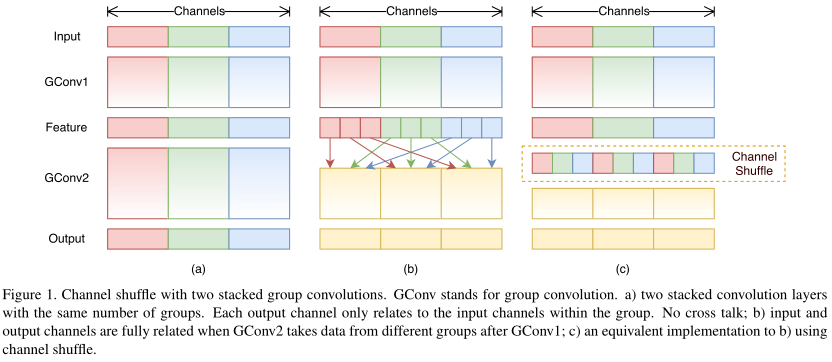 Channels Channels Channels
Input
GConv1
Feature
GConv2
Channel
Shuffle
Output
(a) (b) (c)
Figure 1. Channel shuffle with two stacked group convolutions. GConv stands for group convolution. a) two stacked convolution layers
with the same number of groups. Each output channel only relates to the input channels within the group. No cross talk; b) input and
output channels are fully related when GConv2 takes data from different groups after GConv1; c) an equivalent implementation to b) using
channel shuffle.